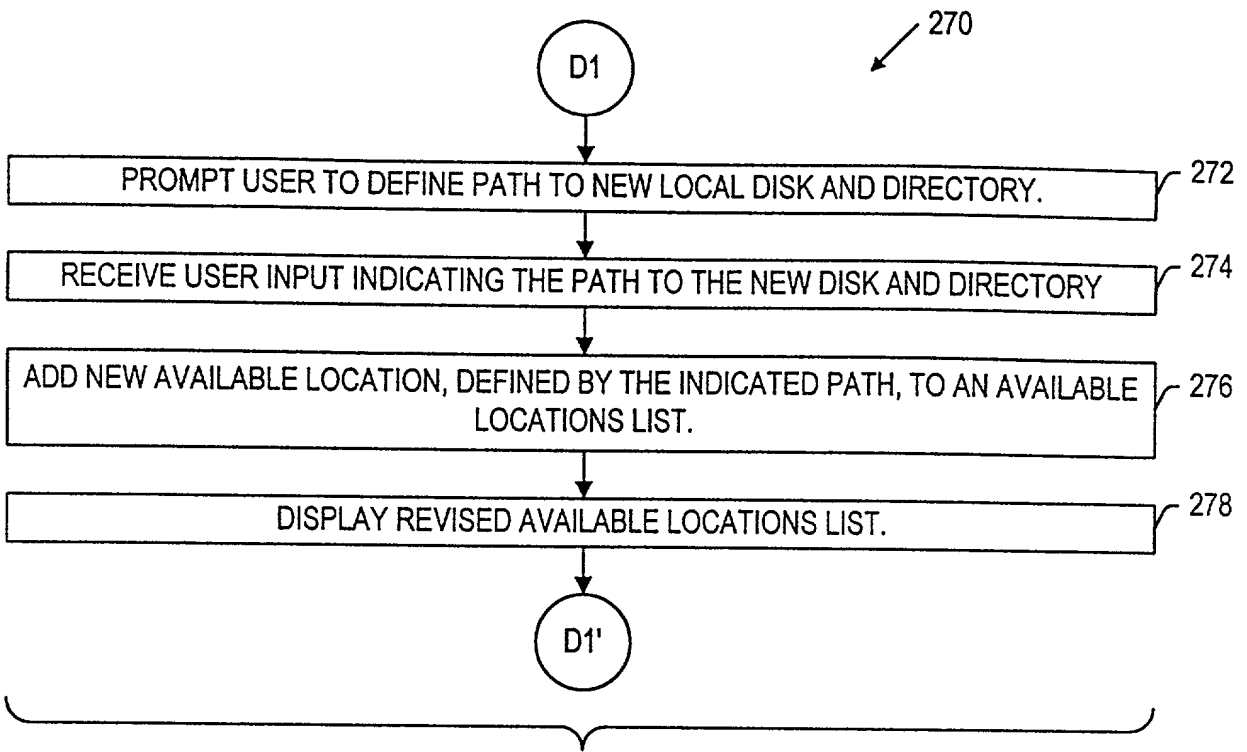 270
D1
PROMPT USER TO DEFINE PATH TO NEW LOCAL DISK AND DIRECTORY.
272
RECEIVE USER INPUT INDICATING THE PATH TO THE NEW DISK AND DIRECTORY
274
ADD NEW AVAILABLE LOCATION, DEFINED BY THE INDICATED PATH, TO AN AVAILABLE
LOCATIONS LIST.
276
DISPLAY REVISED AVAILABLE LOCATIONS LIST.
278
D1'